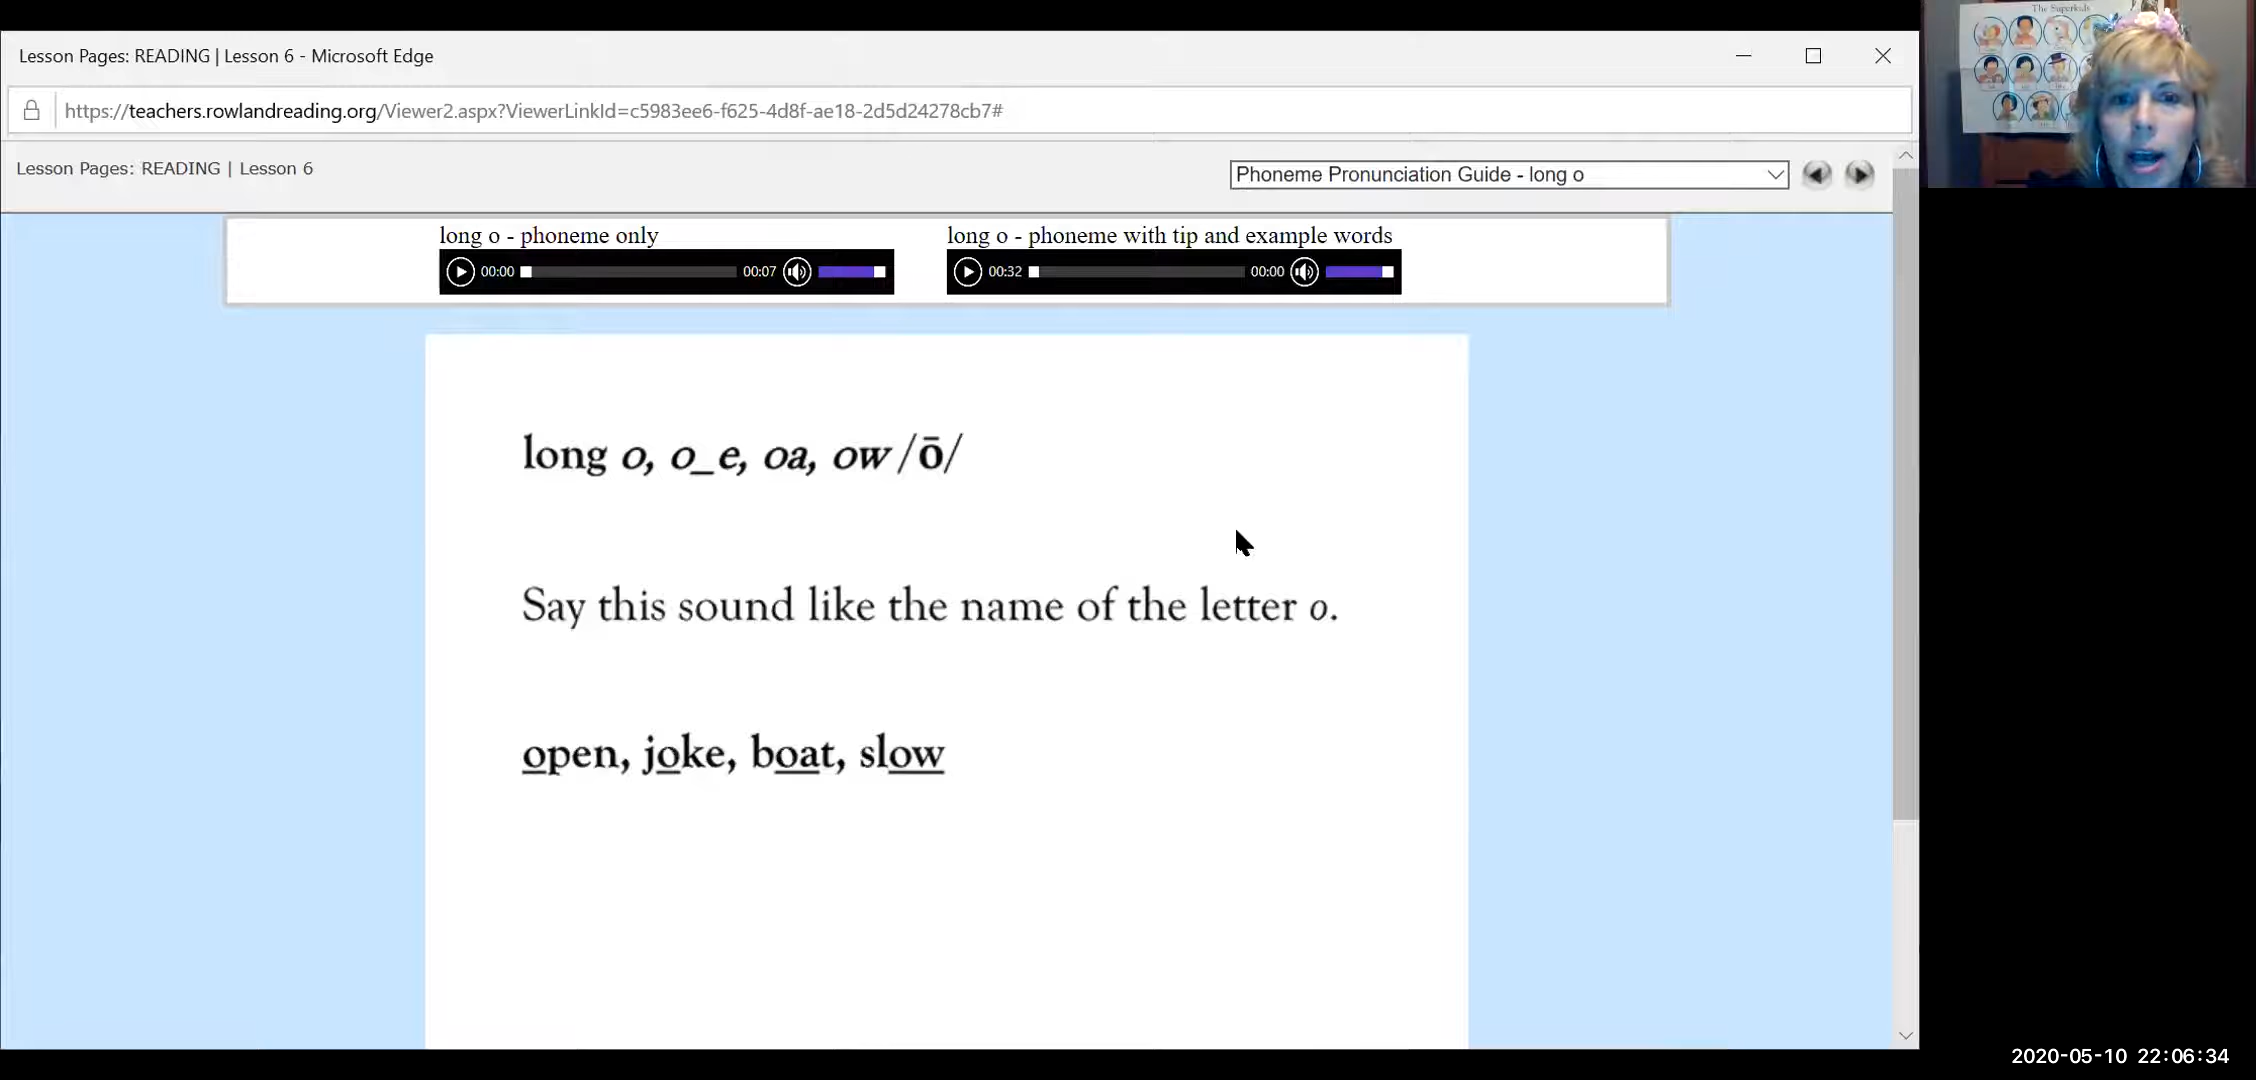 The Superkids
Lesson Pages: READING | Lesson 6 - Microsoft Edge
https://teachers.rowlandreading.org/Viewer2.aspx?ViewerLinkId=c5983ee6-f625-4d8f-ae18-2d5d24278cb7#
Lesson Pages: READING | Lesson 6
Phoneme Pronunciation Guide - long o
long o - phoneme only
long o - phoneme with tip and example words
00:00 00:07
00:32 00:00
long o, o_e, oa, ow /ō/
Say this sound like the name of the letter o.
open, joke, boat, slow
2020-05-10 22:06:34